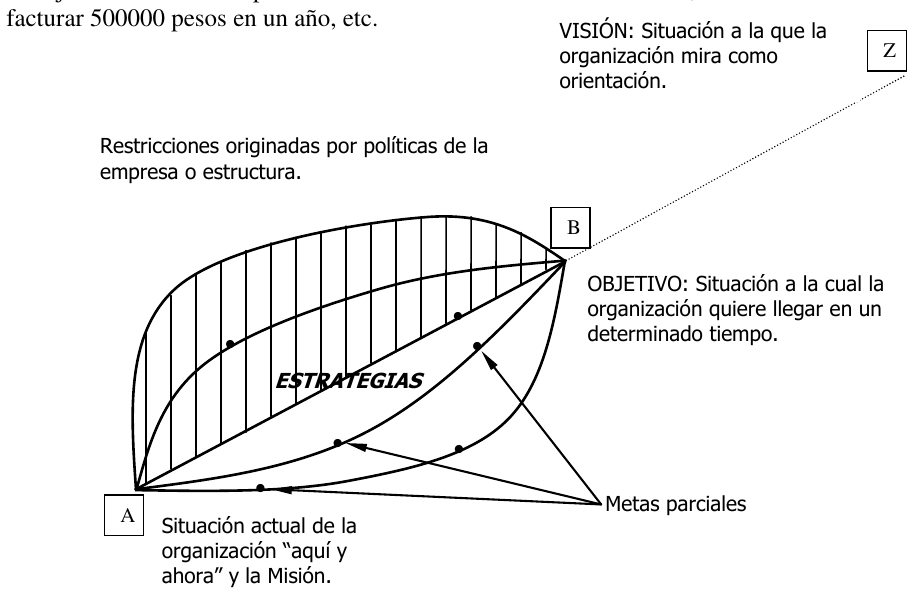 facturar 500000 pesos en un año, etc.
VISIÓN: Situación a la que la
organización mira como
orientación.
Z
Restricciones originadas por políticas de la
empresa o estructura.
B
OBJETIVO: Situación a la cual la
organización quiere llegar en un
determinado tiempo.
ESTRATEGIAS
Metas parciales
A
Situación actual de la
organización “aquí y
ahora” y la Misión.